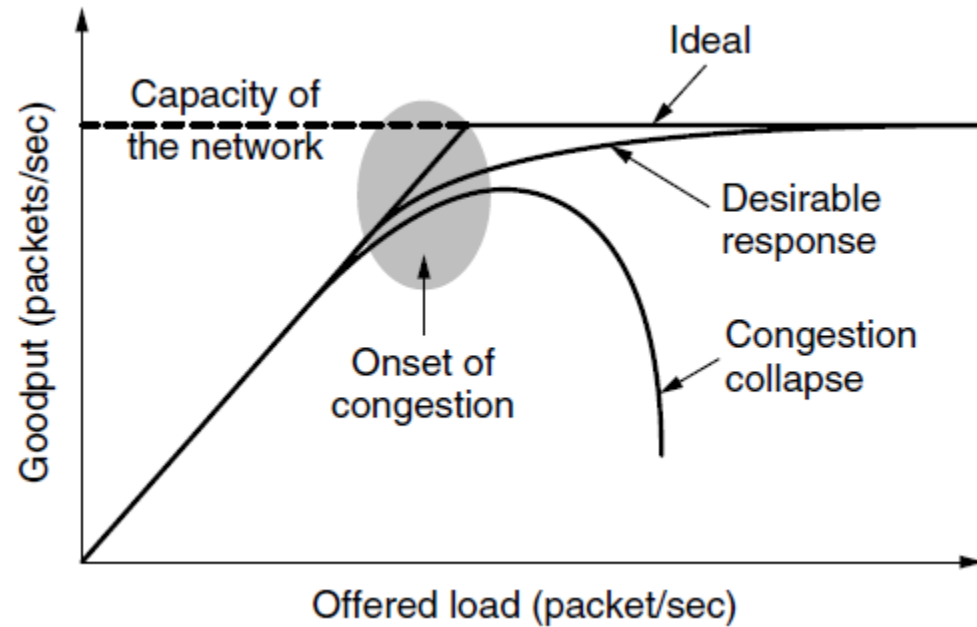 Ideal
Capacity of
the network
Desirable
response
Onset of
congestion
Congestion
collapse
Goodput (packets/sec)
Offered load (packet/sec)